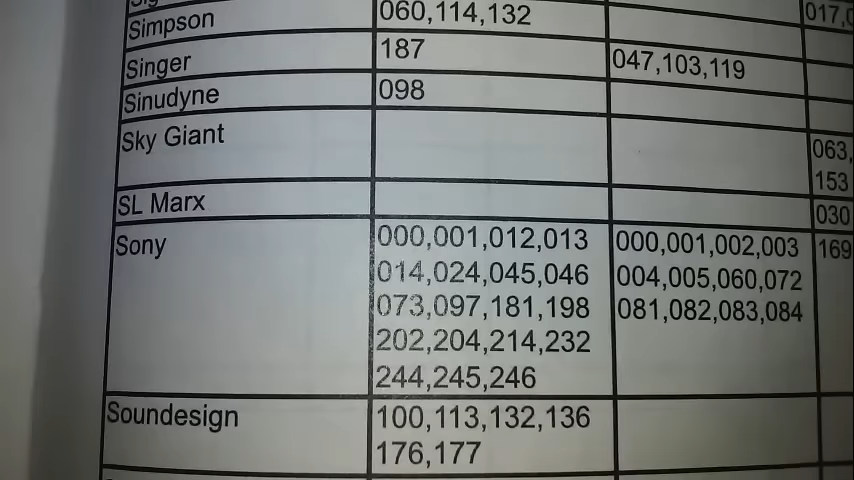 Simpson 060,114,132 017,
Singer 187 047,103,119
Sinudyne 098
Sky Giant 063,
153
SL Marx 030
Sony 000,001,012,013 000,001,002,003 169
014,024,045,046 004,005,060,072
073,097,181,198 081,082,083,084
202,204,214,232
244,245,246
Soundesign 100,113,132,136
176,177